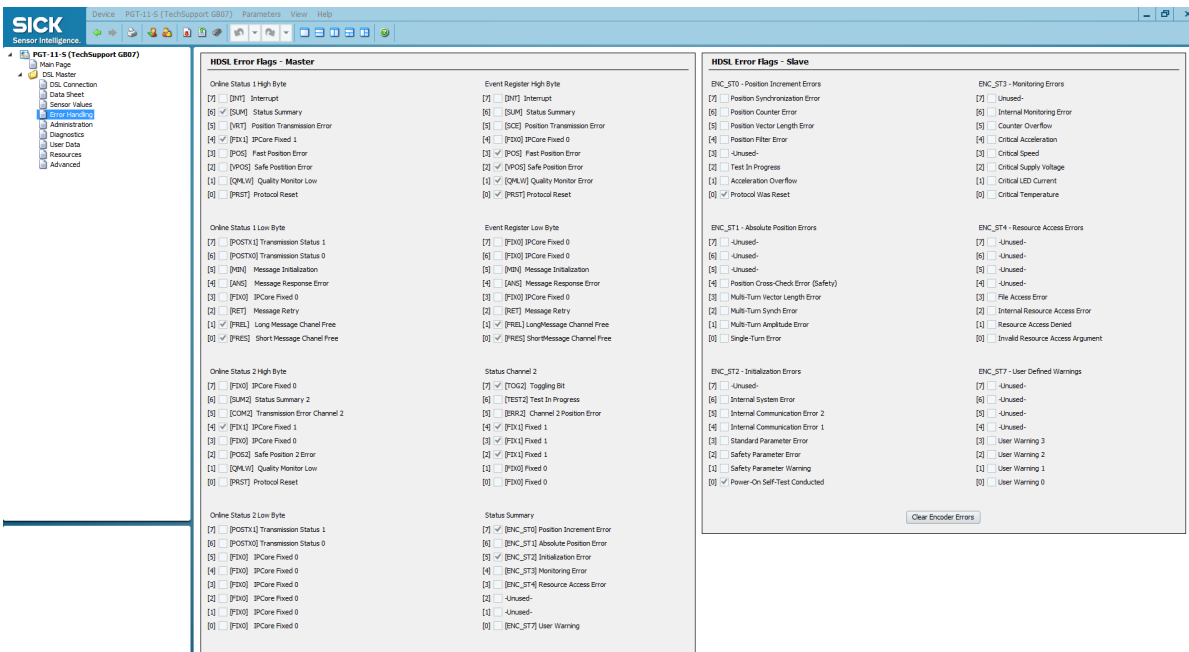 SICK
Sensor Intelligence.
Device PGT-11-S (TechSupport GB07) Parameters View Help
PGT-11-S (TechSupport GB07)
Main Page
DSL Master
DSL Connection
Data Sheet
Sensor Values
Error Handling
Administration
Diagnostics
User Data
Resources
Advanced
HDSL Error Flags - Master
Online Status 1 High Byte
[7] [INT] Interrupt
[6] [SUM] Status Summary
[5] [VRT] Position Transmission Error
[4] [FIX1] IPCore Fixed 1
[3] [POS] Fast Position Error
[2] [VPOS] Safe Postition Error
[1] [QMLW] Quality Monitor Low
[0] [PRST] Protocol Reset
Event Register High Byte
[7] [INT] Interrupt
[6] [SUM] Status Summary
[5] [SCE] Position Transmission Error
[4] [FIX0] IPCore Fixed 0
[3] [POS] Fast Position Error
[2] [VPOS] Safe Position Error
[1] [QMLW] Quality Monitor Error
[0] [PRST] Protocol Reset
Online Status 1 Low Byte
[7] [POSTX1] Transmission Status 1
[6] [POSTX0] Transmission Status 0
[5] [MIN] Message Initialization
[4] [ANS] Message Response Error
[3] [FIX0] IPCore Fixed 0
[2] [RET] Message Retry
[1] [FREL] Long Message Chanel Free
[0] [FRES] Short Message Chanel Free
Event Register Low Byte
[7] [FIX0] IPCore Fixed 0
[6] [FIX0] IPCore Fixed 0
[5] [MIN] Message Initialization
[4] [ANS] Message Response Error
[3] [FIX0] IPCore Fixed 0
[2] [RET] Message Retry
[1] [FREL] LongMessage Channel Free
[0] [FRES] ShortMessage Channel Free
Online Status 2 High Byte
[7] [FIX0] IPCore Fixed 0
[6] [SUM2] Status Summary 2
[5] [COM2] Transmission Error Channel 2
[4] [FIX1] IPCore Fixed 1
[3] [FIX0] IPCore Fixed 0
[2] [POS2] Safe Position 2 Error
[1] [QMLW] Quality Monitor Low
[0] [PRST] Protocol Reset
Status Channel 2
[7] [TOG2] Toggling Bit
[6] [TEST2] Test In Progress
[5] [ERR2] Channel 2 Position Error
[4] [FIX1] Fixed 1
[3] [FIX1] Fixed 1
[2] [FIX1] Fixed 1
[1] [FIX0] Fixed 0
[0] [FIX0] Fixed 0
Online Status 2 Low Byte
[7] [POSTX1] Transmission Status 1
[6] [POSTX0] Transmission Status 0
[5] [FIX0] IPCore Fixed 0
[4] [FIX0] IPCore Fixed 0
[3] [FIX0] IPCore Fixed 0
[2] [FIX0] IPCore Fixed 0
[1] [FIX0] IPCore Fixed 0
[0] [FIX0] IPCore Fixed 0
Status Summary
[7] [ENC_ST0] Position Increment Error
[6] [ENC_ST1] Absolute Position Error
[5] [ENC_ST2] Initialization Error
[4] [ENC_ST3] Monitoring Error
[3] [ENC_ST4] Resource Access Error
[2] -Unused-
[1] -Unused-
[0] [ENC_ST7] User Warning
HDSL Error Flags - Slave
ENC_ST0 - Position Increment Errors
[7] Position Synchronization Error
[6] Position Counter Error
[5] Position Vector Length Error
[4] Position Filter Error
[3] -Unused-
[2] Test In Progress
[1] Acceleration Overflow
[0] Protocol Was Reset
ENC_ST3 - Monitoring Errors
[7] Unused-
[6] Internal Monitoring Error
[5] Counter Overflow
[4] Critical Acceleration
[3] Critical Speed
[2] Critical Supply Voltage
[1] Critical LED Current
[0] Critical Temperature
ENC_ST1 - Absolute Position Errors
[7] -Unused-
[6] -Unused-
[5] -Unused-
[4] Position Cross-Check Error (Safety)
[3] Multi-Turn Vector Length Error
[2] Multi-Turn Synch Error
[1] Multi-Turn Amplitude Error
[0] Single-Turn Error
ENC_ST4 - Resource Access Errors
[7] -Unused-
[6] -Unused-
[5] -Unused-
[4] -Unused-
[3] File Access Error
[2] Internal Resource Access Error
[1] Resource Access Denied
[0] Invalid Resource Access Argument
ENC_ST2 - Initialization Errors
[7] -Unused-
[6] Internal System Error
[5] Internal Communication Error 2
[4] Internal Communication Error 1
[3] Standard Parameter Error
[2] Safety Parameter Error
[1] Safety Parameter Warning
[0] Power-On Self-Test Conducted
ENC_ST7 - User Defined Warnings
[7] -Unused-
[6] -Unused-
[5] -Unused-
[4] -Unused-
[3] User Warning 3
[2] User Warning 2
[1] User Warning 1
[0] User Warning 0
Clear Encoder Errors